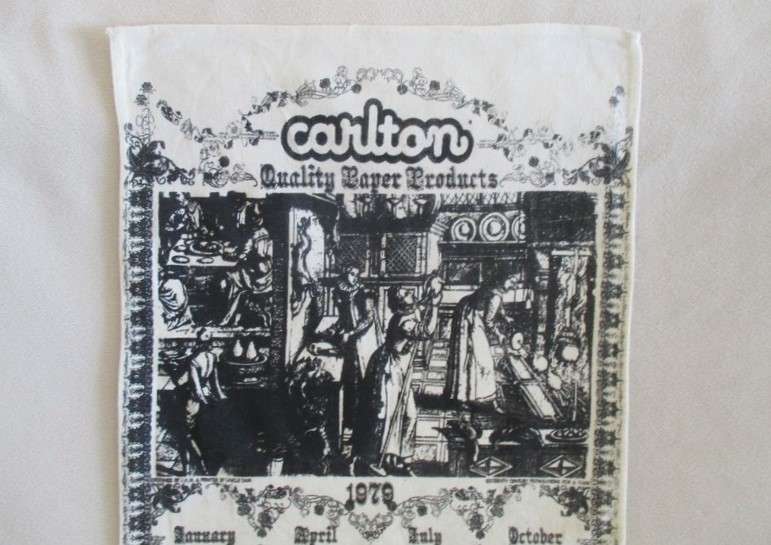 carlton
Quality Paper Products
1979
January April July October